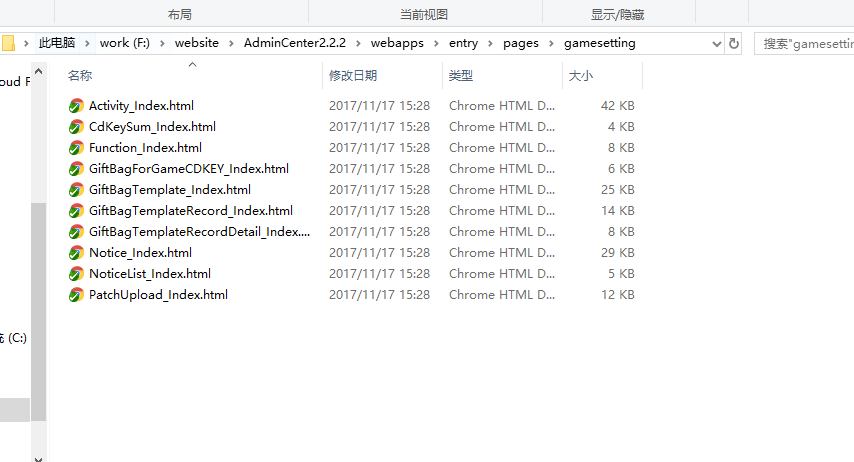 布局 当前视图 显示/隐藏
此电脑 work (F:) website AdminCenter2.2.2 webapps entry pages gamesetting 搜索"gamesettin
名称 修改日期 类型 大小
oud F
Activity_Index.html 2017/11/17 15:28 Chrome HTML D... 42 KB
CdKeySum_Index.html 2017/11/17 15:28 Chrome HTML D... 4 KB
Function_Index.html 2017/11/17 15:28 Chrome HTML D... 8 KB
GiftBagForGameCDKEY_Index.html 2017/11/17 15:28 Chrome HTML D... 6 KB
GiftBagTemplate_Index.html 2017/11/17 15:28 Chrome HTML D... 25 KB
GiftBagTemplateRecord_Index.html 2017/11/17 15:28 Chrome HTML D... 14 KB
GiftBagTemplateRecordDetail_Index.... 2017/11/17 15:28 Chrome HTML D... 8 KB
Notice_Index.html 2017/11/17 15:28 Chrome HTML D... 29 KB
NoticeList_Index.html 2017/11/17 15:28 Chrome HTML D... 5 KB
PatchUpload_Index.html 2017/11/17 15:28 Chrome HTML D... 12 KB
(C:)